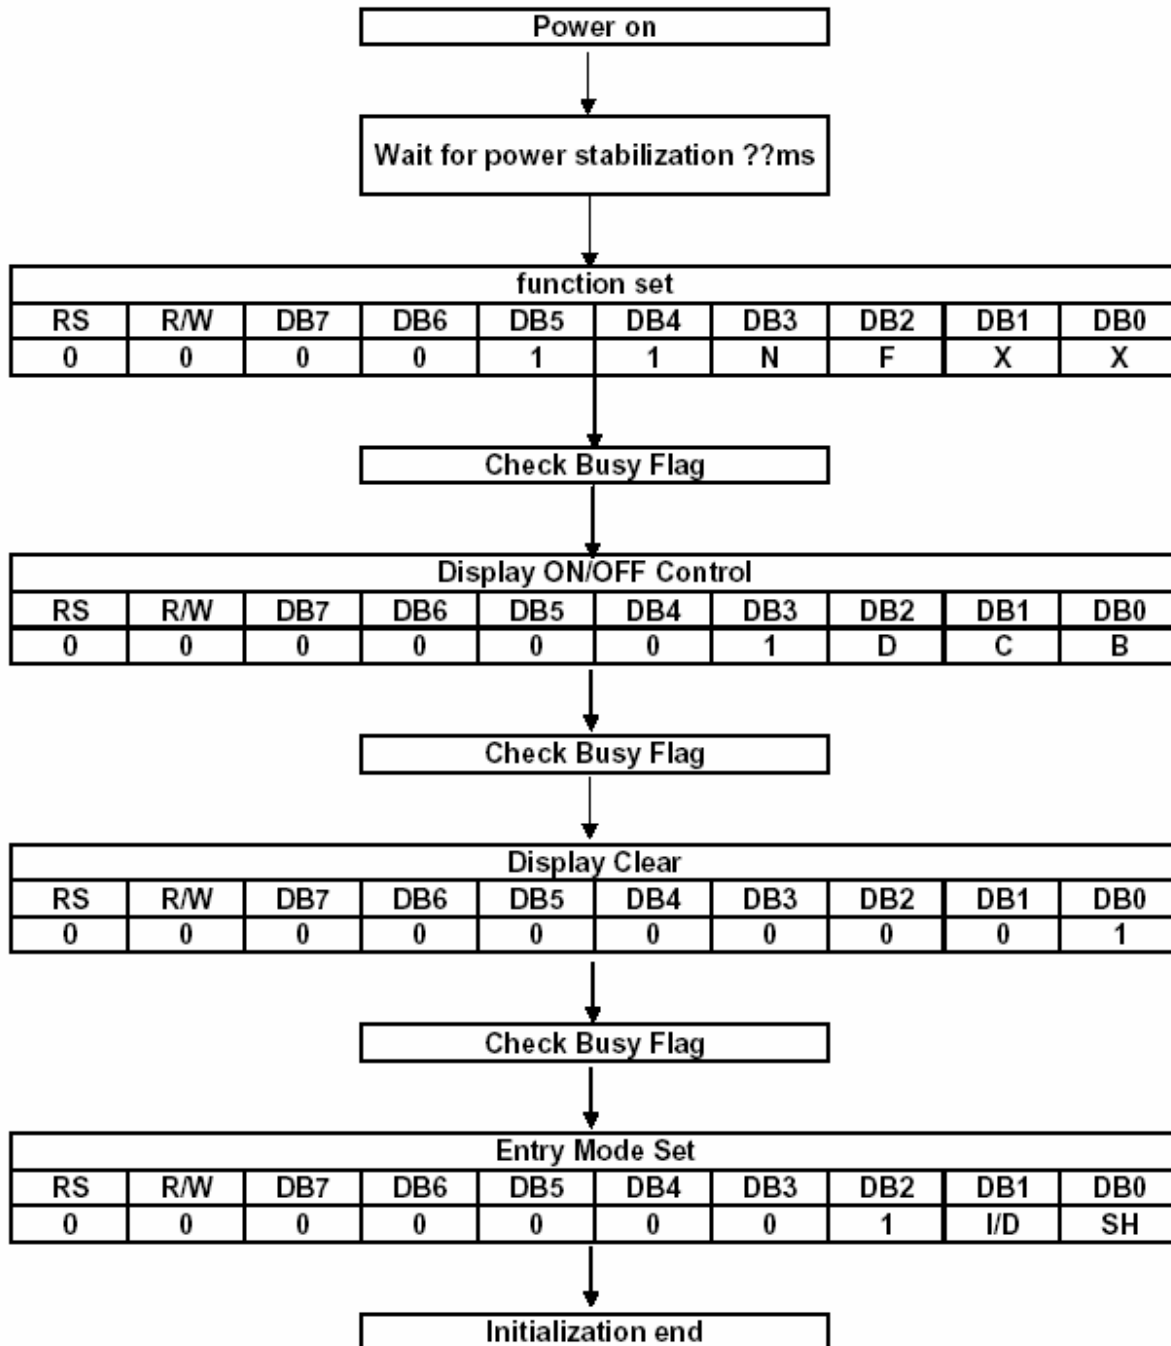 Power on
Wait for power stabilization ??ms
function set
RS R/W DB7 DB6 DB5 DB4 DB3 DB2 DB1 DB0
0 0 0 0 1 1 N F X X
Check Busy Flag
Display ON/OFF Control
RS R/W DB7 DB6 DB5 DB4 DB3 DB2 DB1 DB0
0 0 0 0 0 0 1 D C B
Check Busy Flag
Display Clear
RS R/W DB7 DB6 DB5 DB4 DB3 DB2 DB1 DB0
0 0 0 0 0 0 0 0 0 1
Check Busy Flag
Entry Mode Set
RS R/W DB7 DB6 DB5 DB4 DB3 DB2 DB1 DB0
0 0 0 0 0 0 0 1 I/D SH
Initialization end